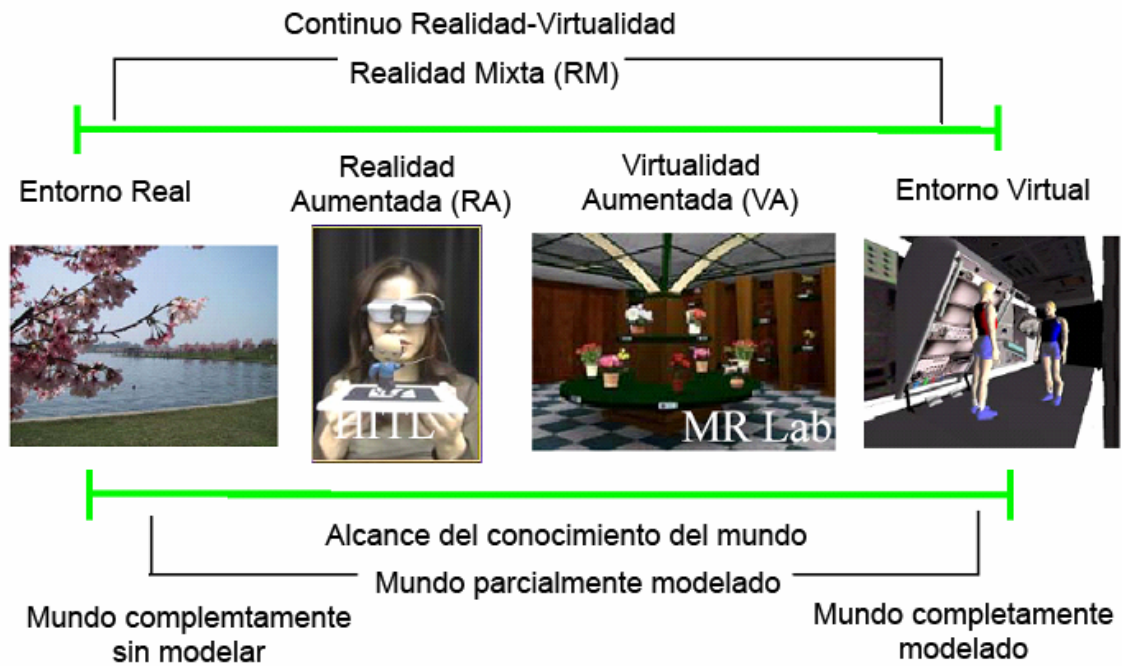 Continuo Realidad-Virtualidad
Realidad Mixta (RM)
Entorno Real
Realidad
Aumentada (RA)
Virtualidad
Aumentada (VA)
Entorno Virtual
HITL
MR Lab
Alcance del conocimiento del mundo
Mundo parcialmente modelado
Mundo complemtamente
sin modelar
Mundo completamente
modelado